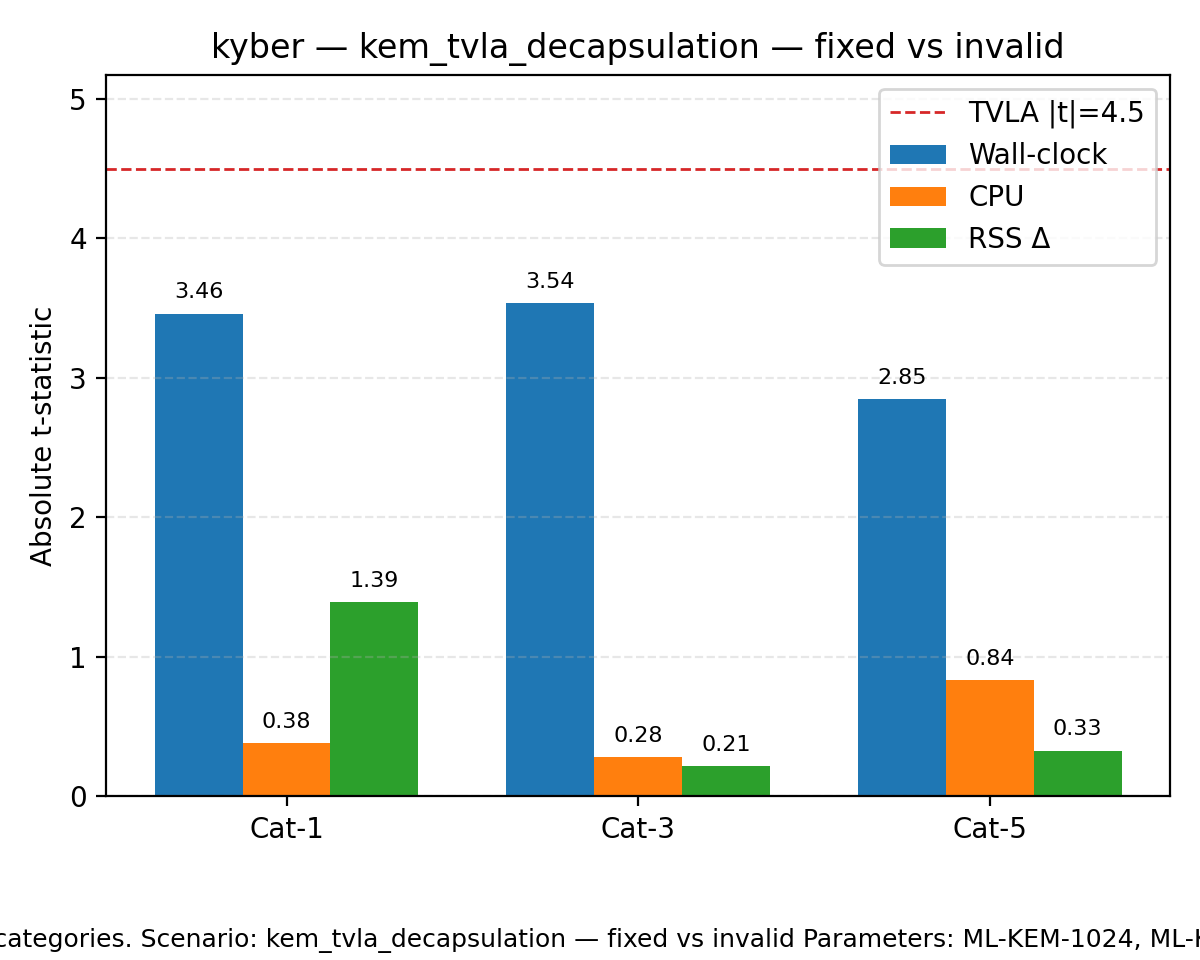 kyber — kem_tvla_decapsulation — fixed vs invalid
Absolute t-statistic
5
4
3
2
1
0
TVLA |t|=4.5
Wall-clock
CPU
RSS Δ
3.46
0.38
1.39
3.54
0.28
0.21
2.85
0.84
0.33
Cat-1
Cat-3
Cat-5
categories. Scenario: kem_tvla_decapsulation — fixed vs invalid Parameters: ML-KEM-1024,